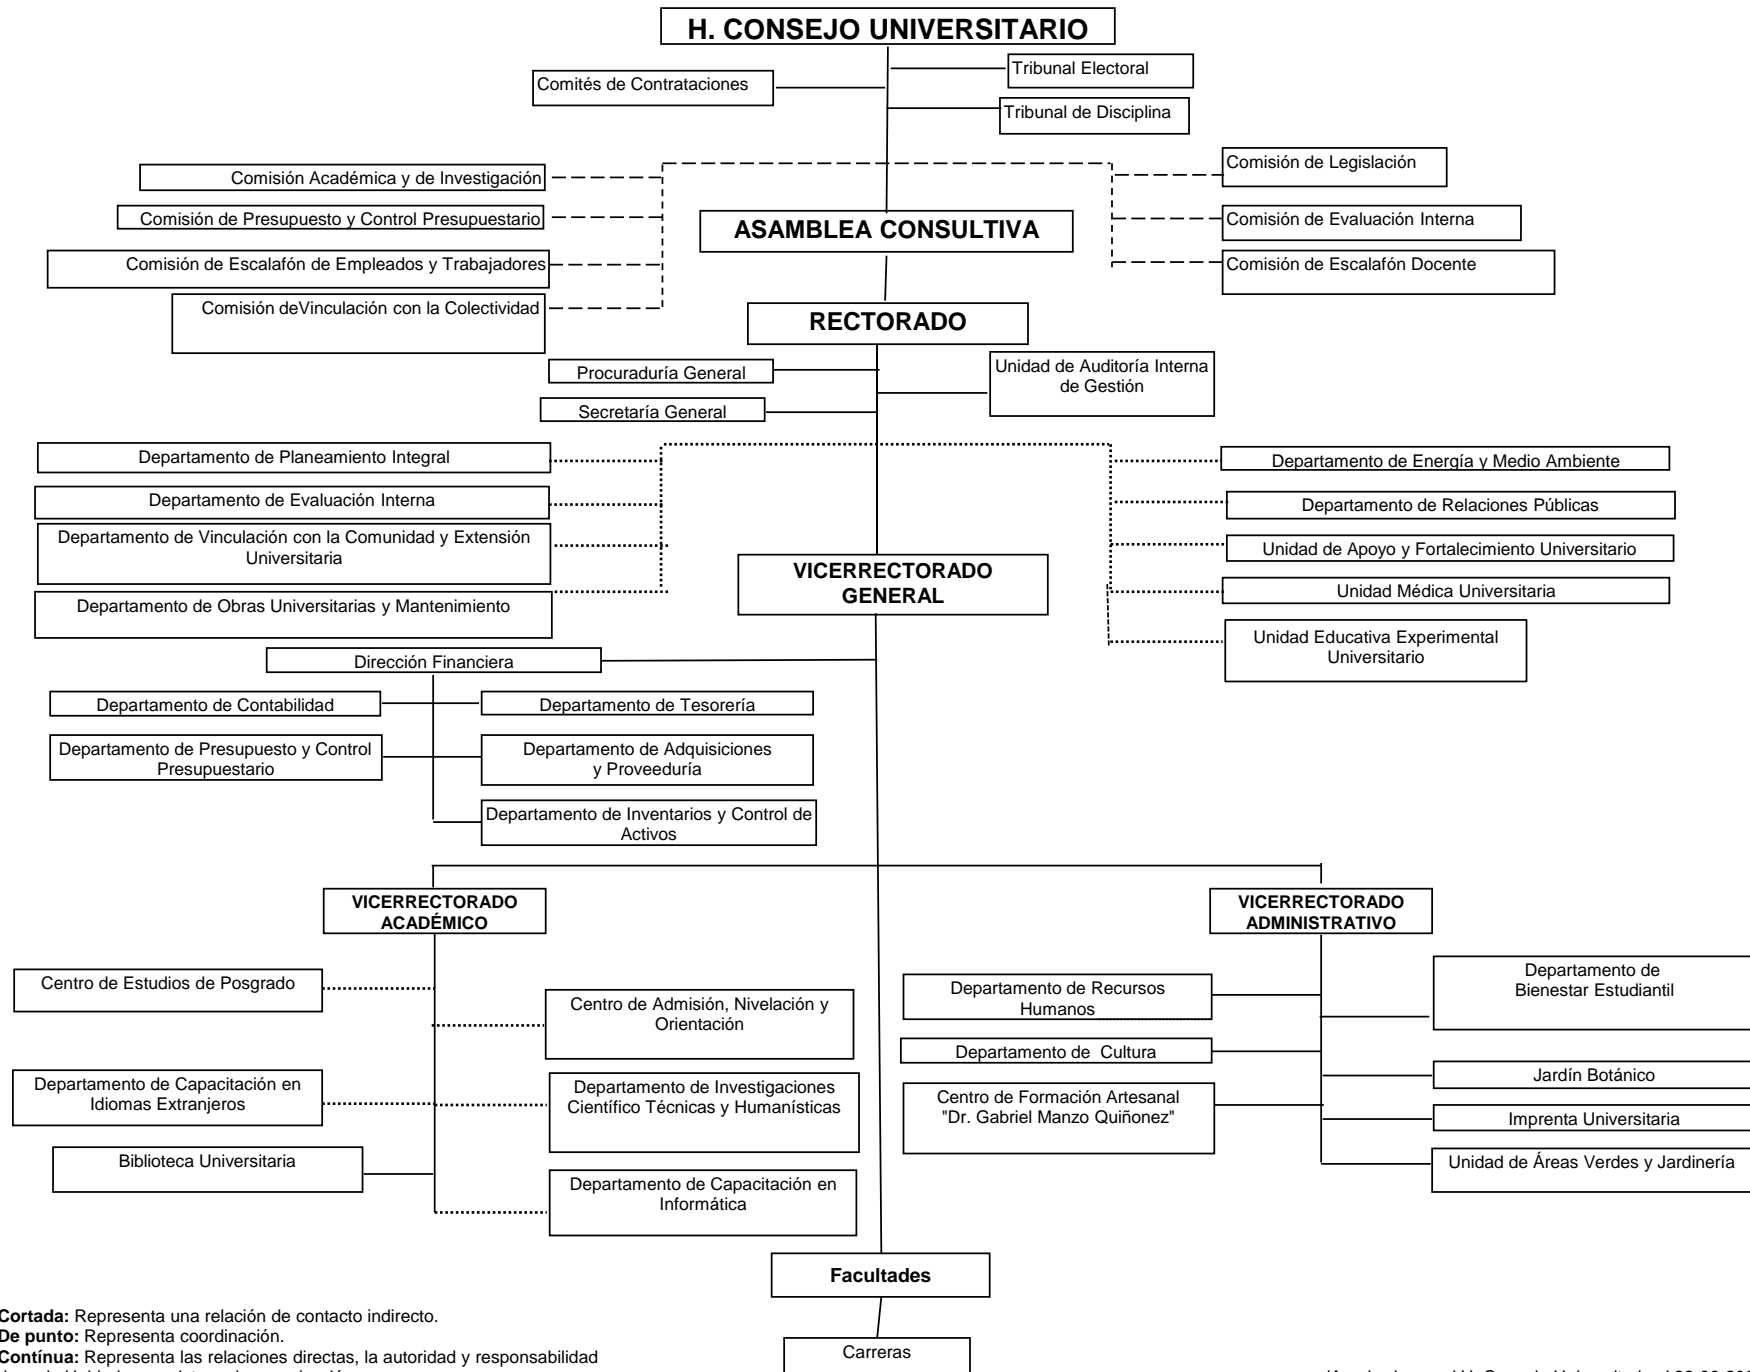 H. CONSEJO UNIVERSITARIO
Tribunal Electoral
Comités de Contrataciones
Tribunal de Disciplina
Comisión Académica y de Investigación
Comisión de Legislación
Comisión de Presupuesto y Control Presupuestario
Comisión de Evaluación Interna
ASAMBLEA CONSULTIVA
Comisión de Escalafón de Empleados y Trabajadores
Comisión de Escalafón Docente
Comisión deVinculación con la Colectividad
RECTORADO
Procuraduría General
Unidad de Auditoría Interna
de Gestión
Secretaría General
Departamento de Planeamiento Integral
Departamento de Energía y Medio Ambiente
Departamento de Evaluación Interna
Departamento de Relaciones Públicas
Departamento de Vinculación con la Comunidad y Extensión
Universitaria
Unidad de Apoyo y Fortalecimiento Universitario
VICERRECTORADO
GENERAL
Departamento de Obras Universitarias y Mantenimiento
Unidad Médica Universitaria
Unidad Educativa Experimental
Universitario
Dirección Financiera
Departamento de Contabilidad
Departamento de Tesorería
Departamento de Presupuesto y Control
Presupuestario
Departamento de Adquisiciones
y Proveeduría
Departamento de Inventarios y Control de
Activos
VICERRECTORADO
ACADÉMICO
VICERRECTORADO
ADMINISTRATIVO
Centro de Estudios de Posgrado
Centro de Admisión, Nivelación y
Orientación
Departamento de Capacitación en
Idiomas Extranjeros
Departamento de Investigaciones
Científico Técnicas y Humanísticas
Biblioteca Universitaria
Departamento de Capacitación en
Informática
Departamento de Recursos
Humanos
Departamento de
Bienestar Estudiantil
Departamento de  Cultura
Jardín Botánico
Centro de Formación Artesanal
"Dr. Gabriel Manzo Quiñonez"
Imprenta Universitaria
Unidad de Áreas Verdes y Jardinería
Facultades
Carreras
Cortada: Representa una relación de contacto indirecto.
De punto: Representa coordinación.
Contínua: Representa las relaciones directas, la autoridad y responsabilidad